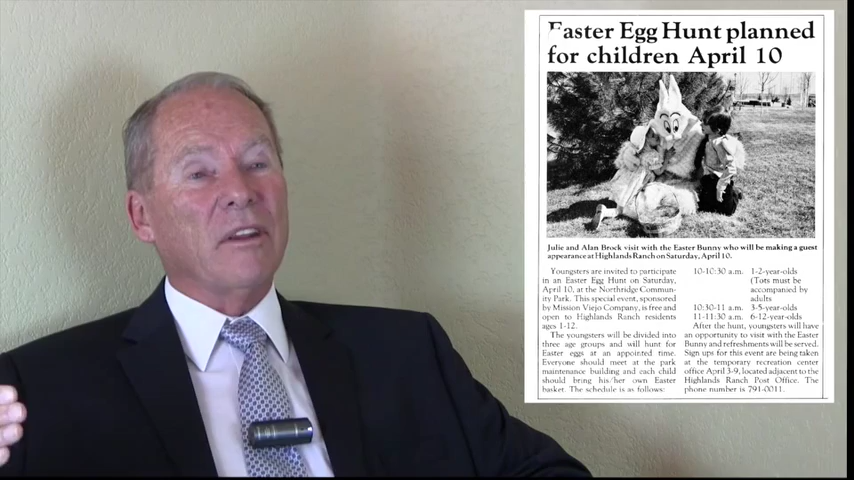 Easter Egg Hunt planned
for children April 10
Julie and Alan Brock visit with the Easter Bunny who will be making a guest
appearance at Highlands Ranch on Saturday, April 10.
Youngsters are invited to participate
in an Easter Egg Hunt on Saturday,
April 10, at the Northridge Commun-
ity Park. This special event, sponsored
by Mission Viejo Company, is free and
open to Highlands Ranch residents
ages 1-12.
The youngsters will be divided into
three age groups and will hunt for
Easter eggs at an appointed time.
Everyone should meet at the park
maintenance building and each child
should bring his/her own Easter
basket. The schedule is as follows:
10-10:30 a.m. 1-2-year-olds
(Tots must be
accompanied by
adults
10:30-11 a.m. 3-5-year-olds
11-11:30 a.m. 6-12-year-olds
After the hunt, youngsters will have
an opportunity to visit with the Easter
Bunny and refreshments will be served.
Sign ups for this event are being taken
at the temporary recreation center
office April 3-9, located adjacent to the
Highlands Ranch Post Office. The
phone number is 791-0011.